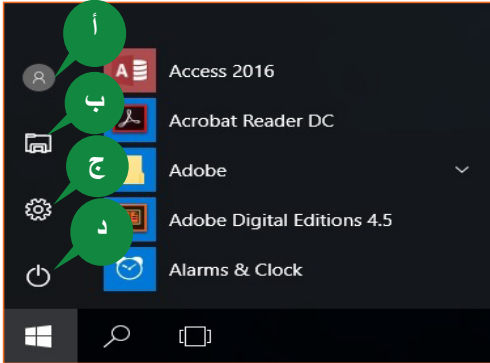 أ
Access 2016
ب
Acrobat Reader DC
ج
Adobe
د
Adobe Digital Editions 4.5
Alarms & Clock